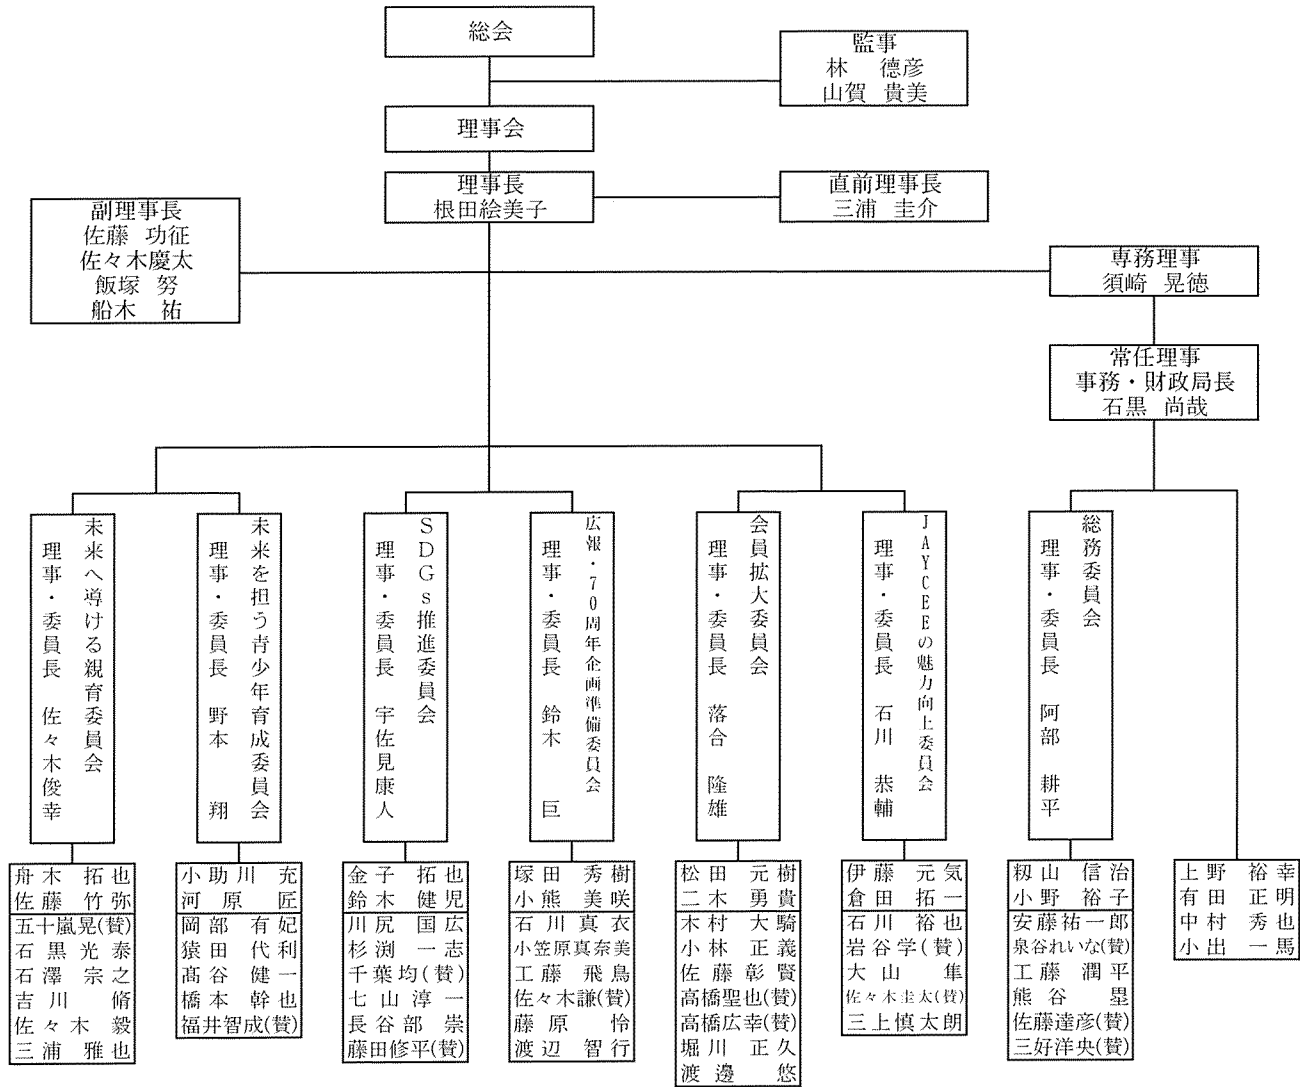 総会
監事
林 徳彦
山賀 貴美
理事会
理事長
根田絵美子
直前理事長
三浦 圭介
副理事長
佐藤 功征
佐々木慶太
飯塚 努
船木 祐
専務理事
須崎 晃徳
常任理事
事務・財政局長
石黒 尚哉
未来へ導ける親育委員会
理事・委員長 佐々木俊幸
未来を担う青少年育成委員会
理事・委員長 野本 翔
SDGs推進委員会
理事・委員長 宇佐見康人
広報・70周年企画準備委員会
理事・委員長 鈴木 巨
会員拡大委員会
理事・委員長 落合 隆雄
JAYCEEの魅力向上委員会
理事・委員長 石川 恭輔
総務委員会
理事・委員長 阿部 耕平
舟木拓也
佐藤竹弥
五十嵐晃(賛)
石黒光泰
石澤宗之
吉川脩
佐々木毅
三浦雅也
小助川充
河原匠
岡部有妃
猿田代利
髙谷健一
橋本幹也
福井智成(賛)
金子拓也
鈴木健児
川尻国広
杉渕一志
千葉均(賛)
七山淳一
長谷部崇
藤田修平(賛)
塚田秀樹
小熊美咲
石川真衣
小笠原真奈美
工藤飛鳥
佐々木謙(賛)
藤原怜
渡辺智行
松田元樹
二木勇貴
木村大騎
小林正義
佐藤彰賢
高橋聖也(賛)
高橋広幸(賛)
堀川正久
渡邊悠
伊藤元気
倉田拓一
石川裕也
岩谷学(賛)
大山隼
佐々木圭太(賛)
三上慎太朗
籾山信治
小野裕子
安藤祐一郎
泉谷れいな(賛)
工藤潤平
熊谷塁
佐藤達彦(賛)
三好洋央(賛)
上野裕幸
有田正明
中村秀也
小出一馬